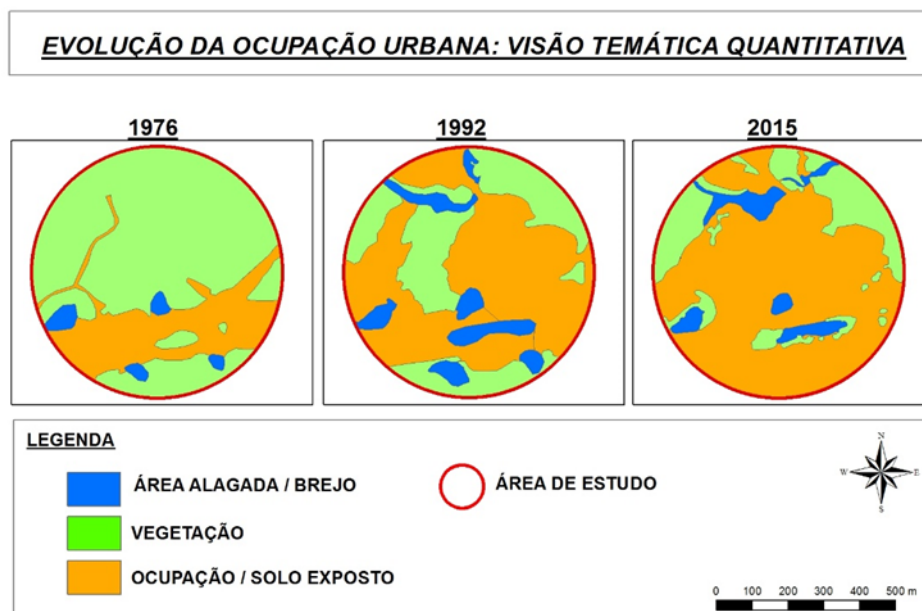 EVOLUÇÃO DA OCUPAÇÃO URBANA: VISÃO TEMÁTICA QUANTITATIVA
1976
1992
2015
LEGENDA
ÁREA ALAGADA / BREJO
VEGETAÇÃO
OCUPAÇÃO / SOLO EXPOSTO
ÁREA DE ESTUDO
N
W
E
S
0 100 200 300 400 500 m